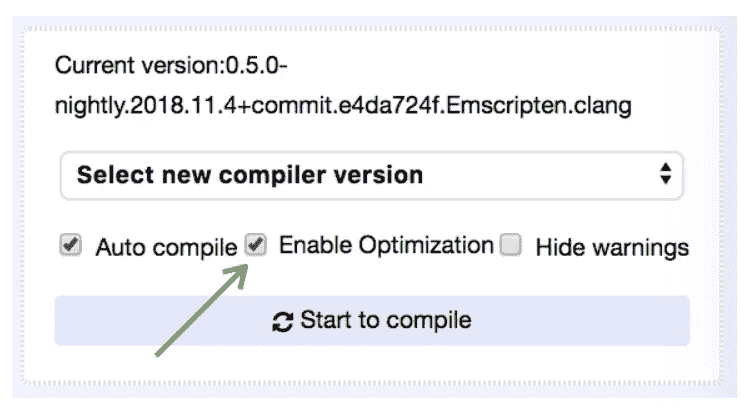 Current version:0.5.0-
nightly.2018.11.4+commit.e4da724f.Emscripten.clang
Select new compiler version
Auto compile Enable Optimization Hide warnings
Start to compile